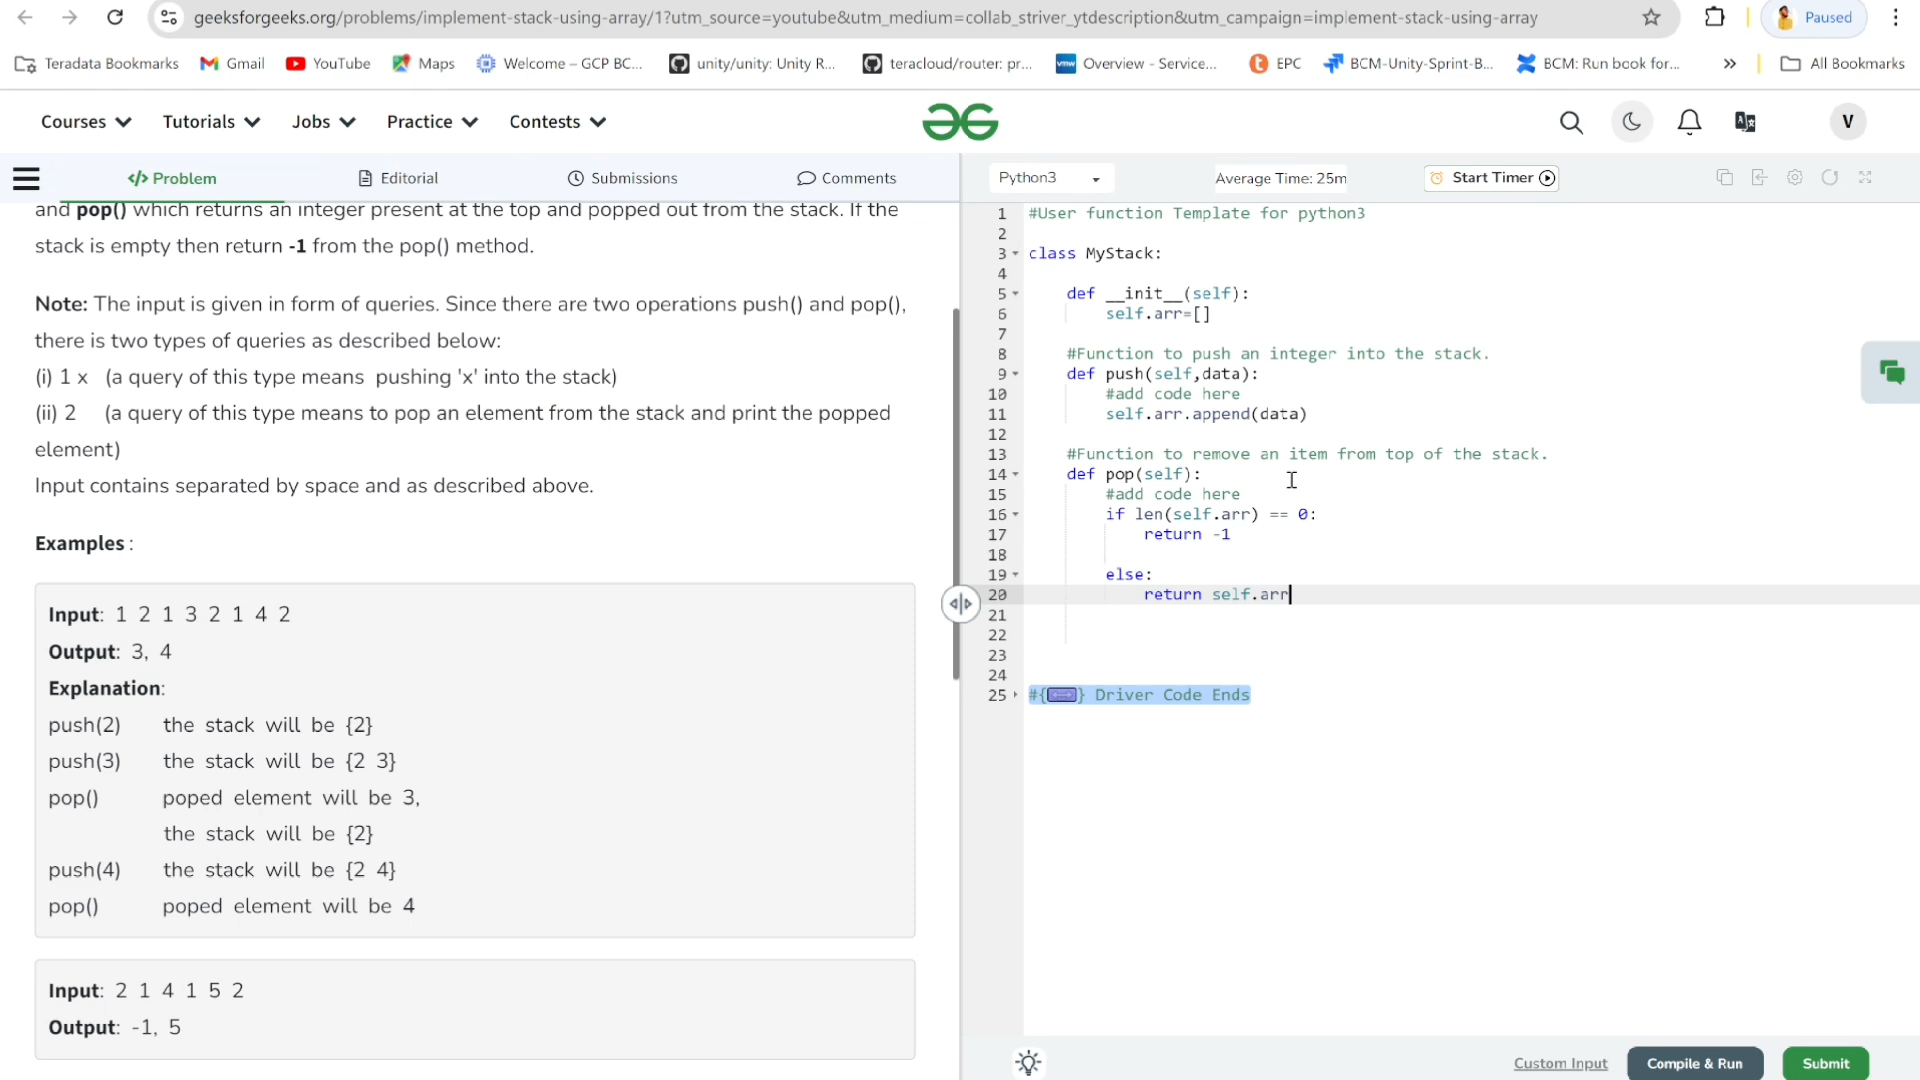 geeksforgeeks.org/problems/implement-stack-using-array/1?utm_source=youtube&utm_medium=collab_striver_ytdescription&utm_campaign=implement-stack-using-array
Paused
Teradata Bookmarks
Gmail
YouTube
Maps
Welcome – GCP BC...
unity/unity: Unity R...
teracloud/router: pr...
vmw
Overview - Service...
EPC
BCM-Unity-Sprint-B...
BCM: Run book for...
»
All Bookmarks
Courses
Tutorials
Jobs
Practice
Contests
V
</> Problem
Editorial
Submissions
Comments
Python3
Average Time: 25m
Start Timer
and pop() which returns an integer present at the top and popped out from the stack. If the
stack is empty then return -1 from the pop() method.
Note: The input is given in form of queries. Since there are two operations push() and pop(),
there is two types of queries as described below:
(i) 1 x (a query of this type means pushing 'x' into the stack)
(ii) 2 (a query of this type means to pop an element from the stack and print the popped
element)
Input contains separated by space and as described above.
Examples :
Input: 1 2 1 3 2 1 4 2
Output: 3, 4
Explanation:
push(2) the stack will be {2}
push(3) the stack will be {2 3}
pop() poped element will be 3,
the stack will be {2}
push(4) the stack will be {2 4}
pop() poped element will be 4
Input: 2 1 4 1 5 2
Output: -1, 5
1 #User function Template for python3
2
3 class MyStack:
4
5 def __init__(self):
6 self.arr=[]
7
8 #Function to push an integer into the stack.
9 def push(self,data):
10 #add code here
11 self.arr.append(data)
12
13 #Function to remove an item from top of the stack.
14 def pop(self):
15 #add code here
16 if len(self.arr) == 0:
17 return -1
18
19 else:
20 return self.arr
21
22
23
24
25 #{ } Driver Code Ends
Custom Input
Compile & Run
Submit